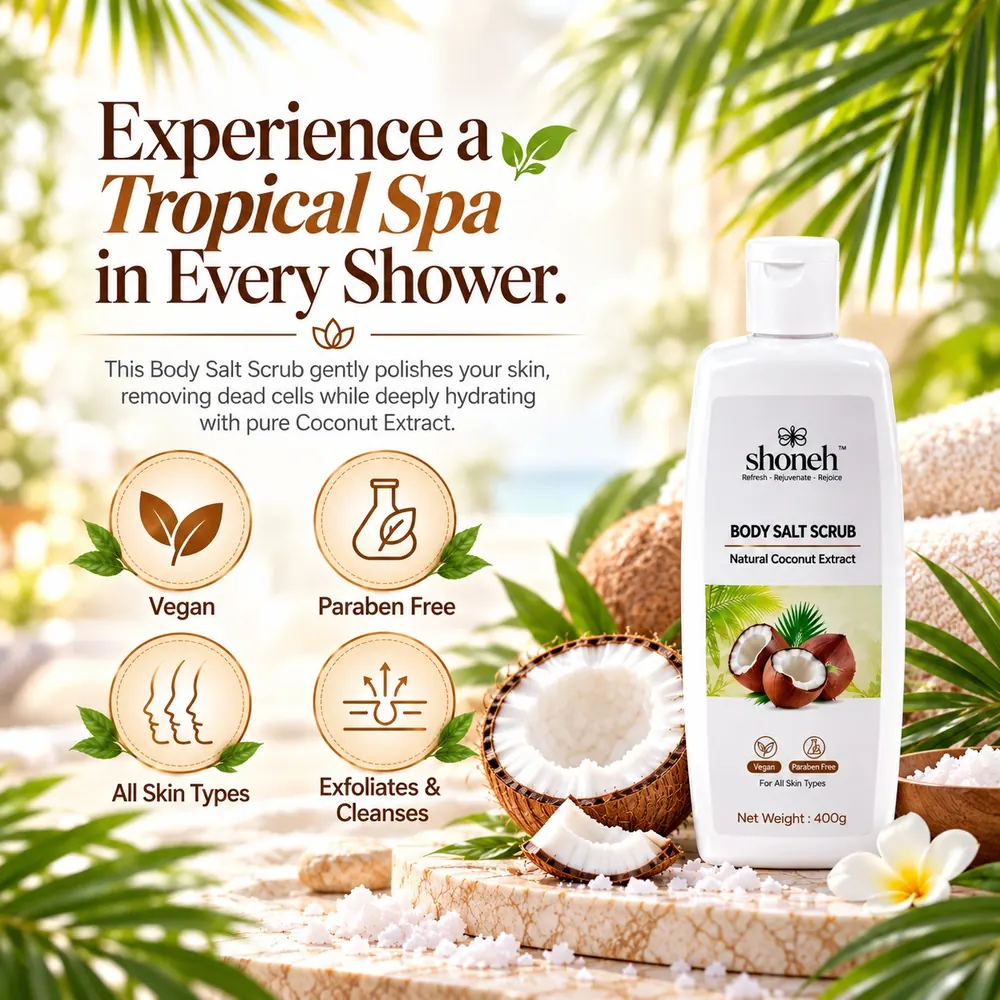 Experience a
Tropical Spa
in Every Shower.
This Body Salt Scrub gently polishes your skin,
removing dead cells while deeply hydrating
with pure Coconut Extract.
Vegan
Paraben Free
All Skin Types
Exfoliates &
Cleanses
shoneh™
Refresh - Rejuvenate - Rejoice
BODY SALT SCRUB
Natural Coconut Extract
Vegan
Paraben Free
For All Skin Types
Net Weight : 400g